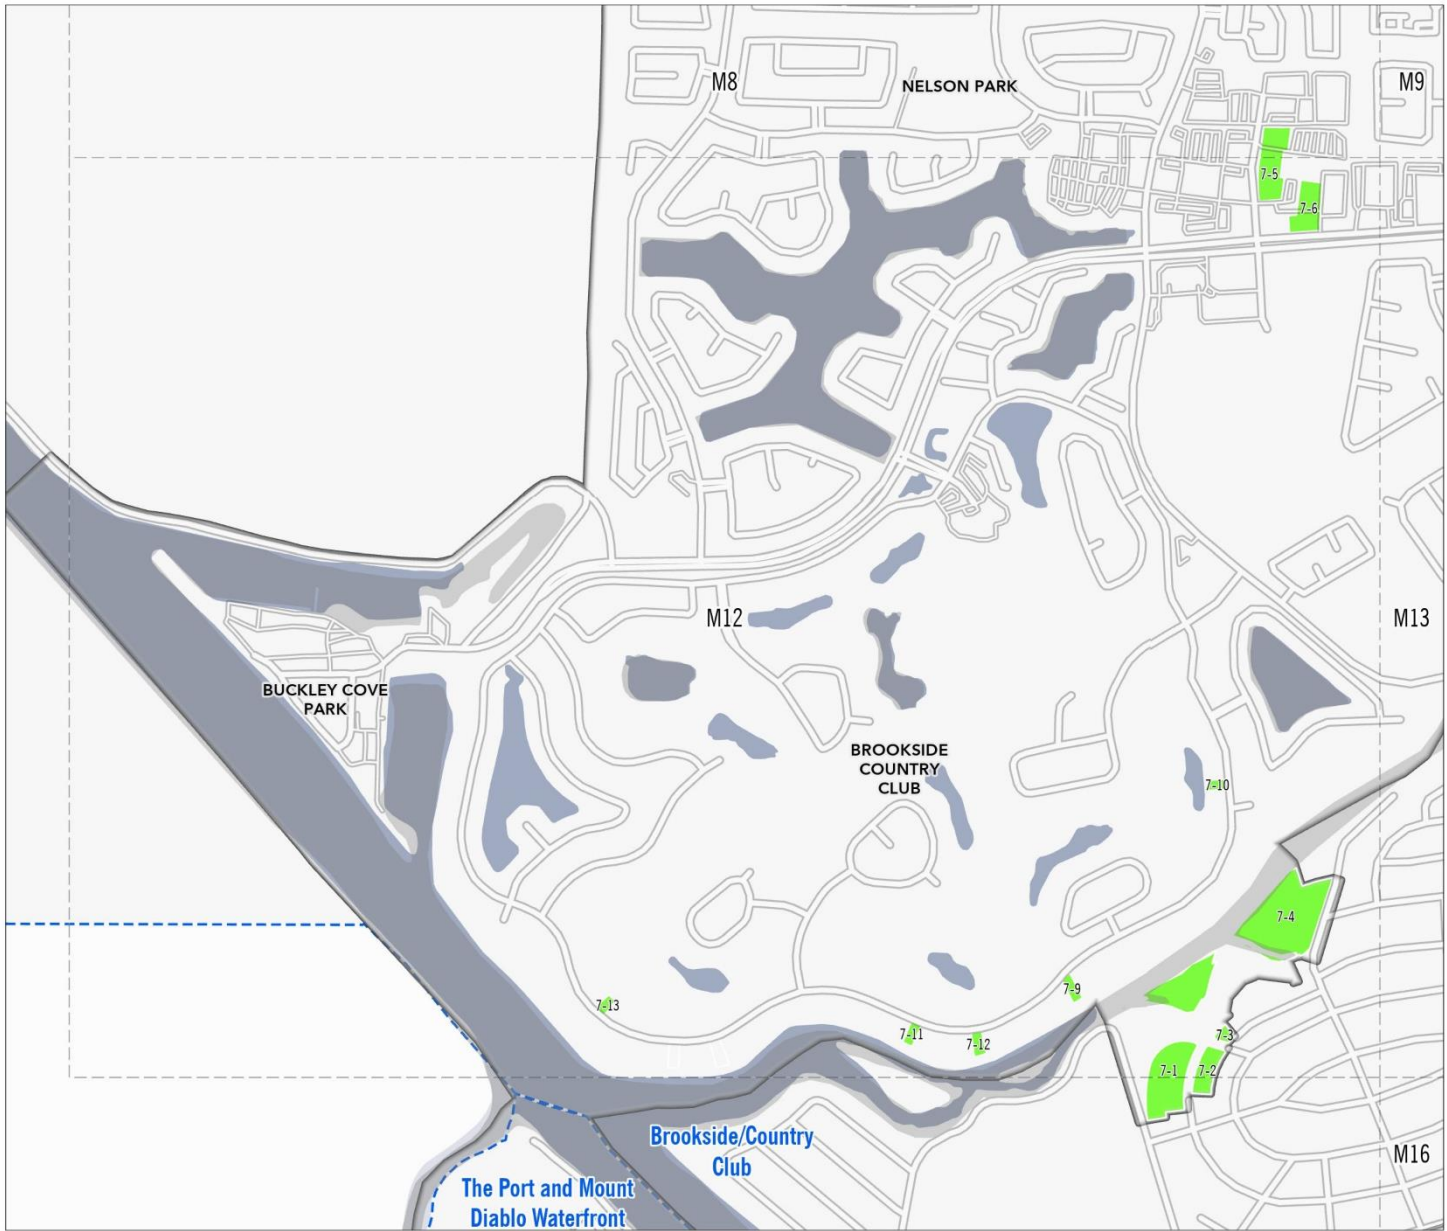 M8
NELSON PARK
M9
7-5
7-6
M12
M13
BUCKLEY COVE
PARK
BROOKSIDE
COUNTRY
CLUB
7-10
7-4
7-9
7-13
7-11
7-12
7-3
7-1
7-2
Brookside/Country
Club
M16
The Port and Mount
Diablo Waterfront